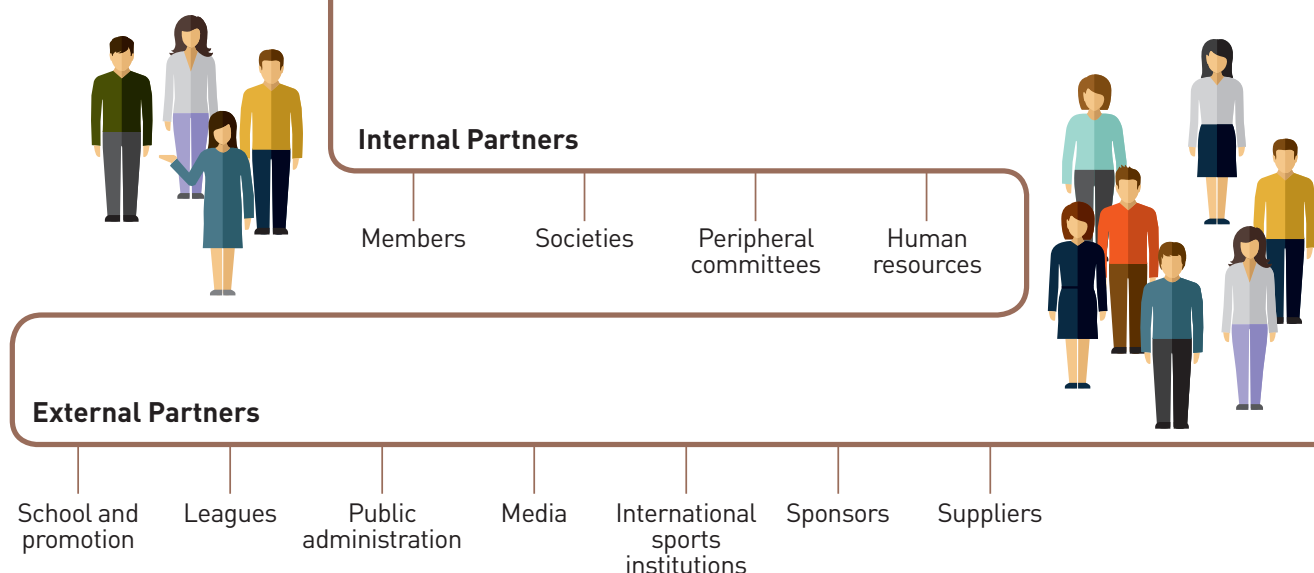 Internal Partners
Members
Societies
Peripheral
committees
Human
resources
External Partners
School and
promotion
Leagues
Public
administration
Media
International
sports
institutions
Sponsors
Suppliers